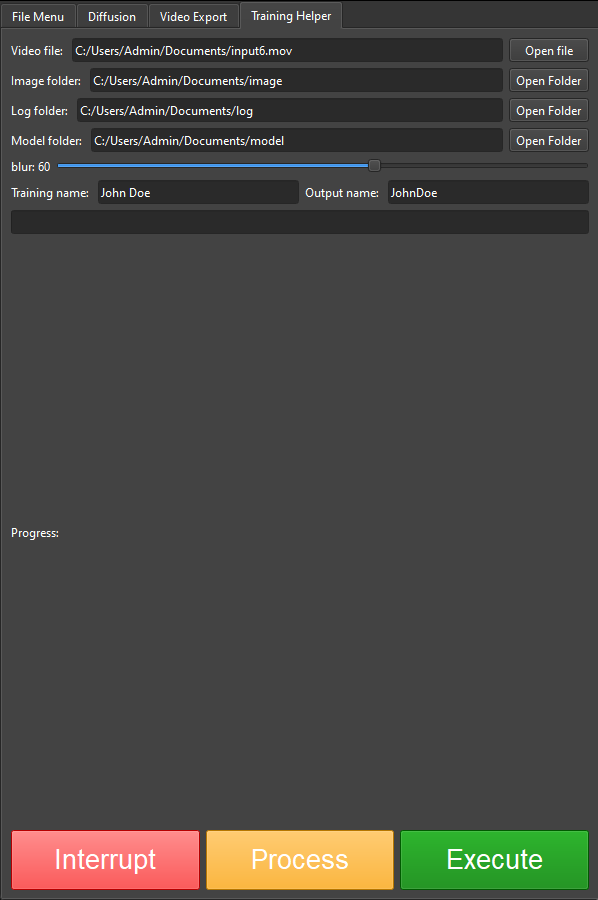 File Menu Diffusion Video Export Training Helper
Video file: C:/Users/Admin/Documents/input6.mov Open file
Image folder: C:/Users/Admin/Documents/image Open Folder
Log folder: C:/Users/Admin/Documents/log Open Folder
Model folder: C:/Users/Admin/Documents/model Open Folder
blur: 60
Training name: John Doe Output name: JohnDoe
Progress:
Interrupt Process Execute